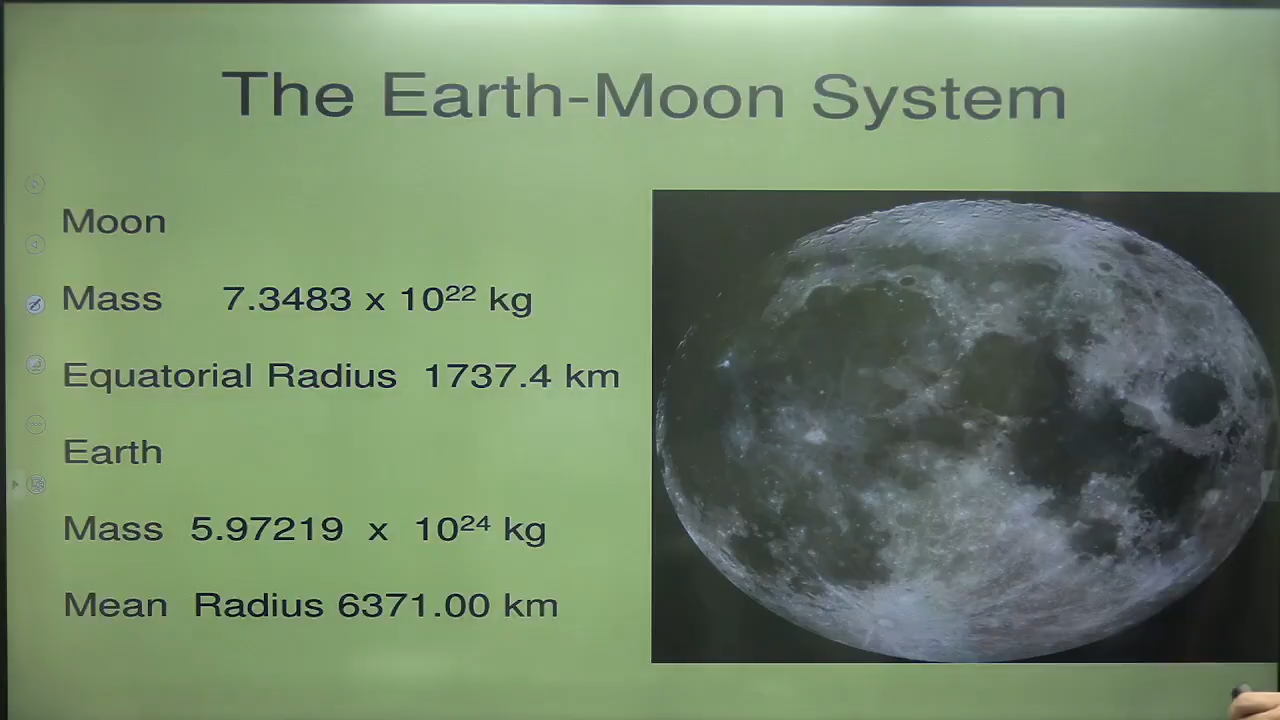 The Earth-Moon System
Moon
Mass 7.3483 x 10²² kg
Equatorial Radius 1737.4 km
Earth
Mass 5.97219 x 10²⁴ kg
Mean Radius 6371.00 km